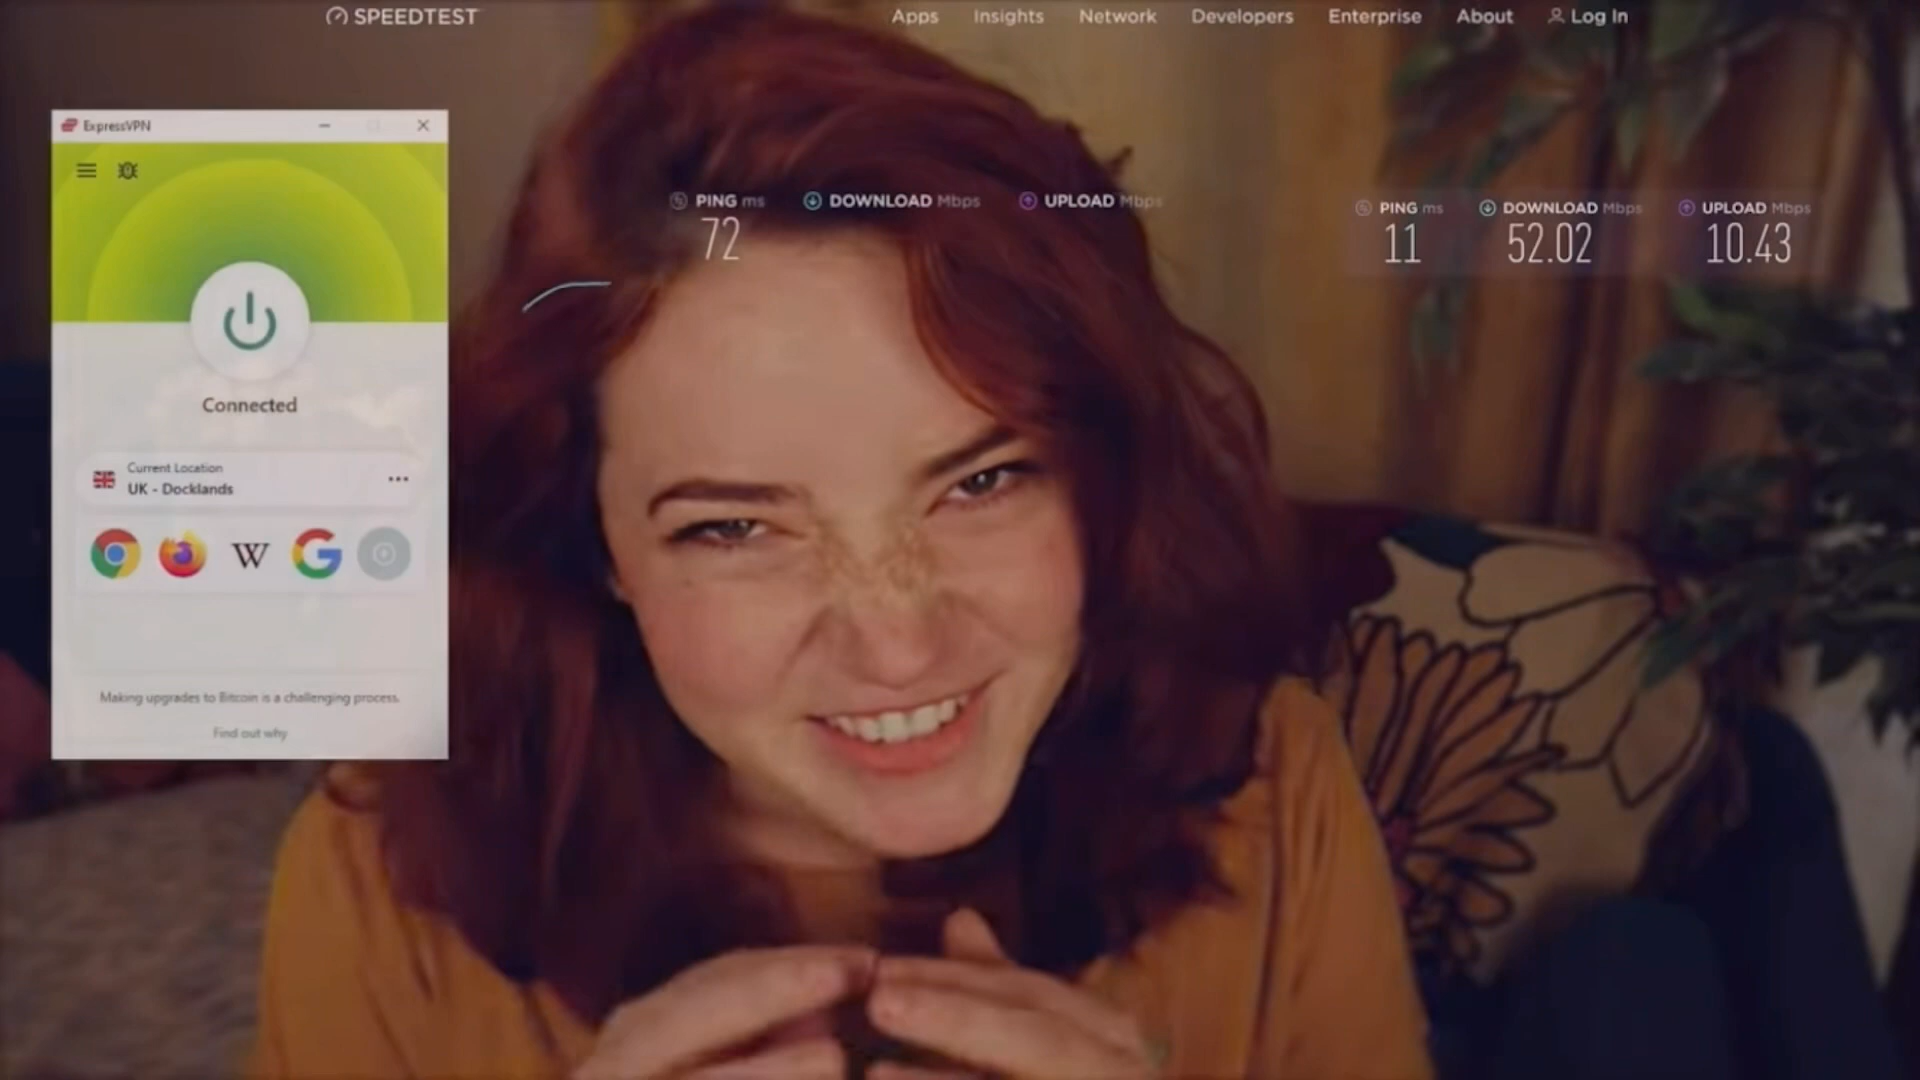 SPEEDTEST
Apps Insights Network Developers Enterprise About Log In
ExpressVPN
Connected
Current Location
UK - Docklands
W G
Making upgrades to Bitcoin is a challenging process.
Find out why
PING ms DOWNLOAD Mbps UPLOAD Mbps
72
PING ms DOWNLOAD Mbps UPLOAD Mbps
11 52.02 10.43